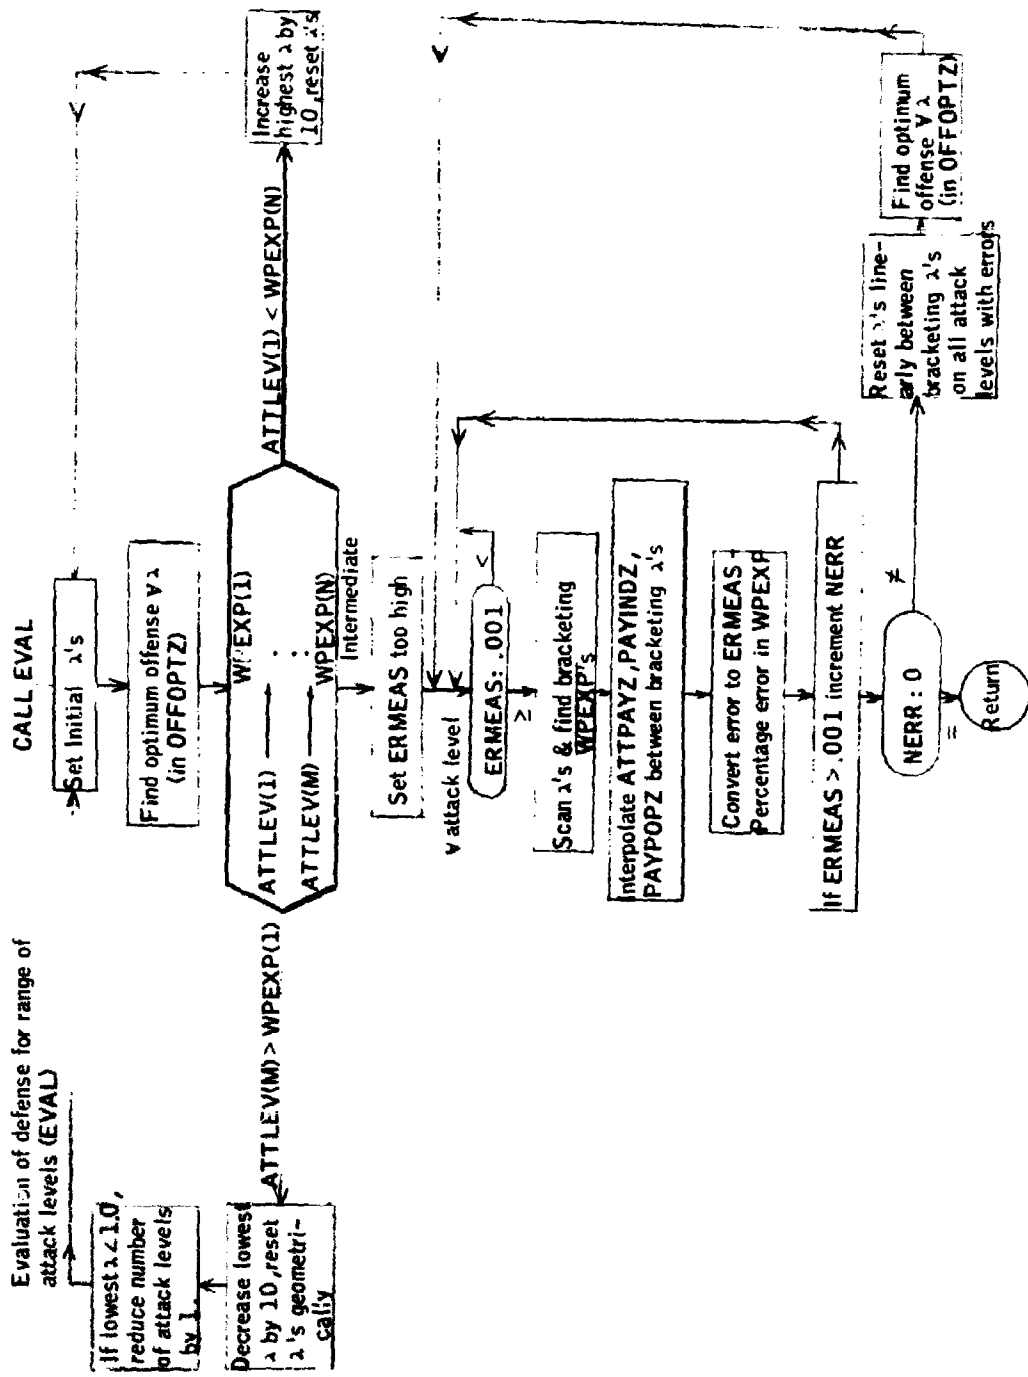 Evaluation of defense for range of
attack levels (EVAL)
CALL EVAL
Set Initial λ's
Find optimum offense ∀ λ
(in OFFOPTZ)
If lowest λ < 1.0,
reduce number
of attack levels
by 1.
Decrease lowest
λ by 10, reset
λ's geometri-
cally
ATTLEV(M) > WPEXP(1)
ATTLEV(1)
WPEXP(1)
ATTLEV(M)
WPEXP(N)
ATTLEV(1) < WPEXP(N)
Increase
highest λ by
10, reset λ's
Intermediate
Set ERMEAS too high
∀ attack level
ERMEAS: .001
<
≥
Scan λ's & find bracketing
WPEXP's
Interpolate ATTPAYZ, PAYINDZ,
PAYPOPZ between bracketing λ's
Convert error to ERMEAS -
Percentage error in WPEXP
If ERMEAS > .001 increment NERR
NERR : 0
≠
=
Return
Reset λ's line-
arly between
bracketing λ's
on all attack
levels with errors
Find optimum
offense ∀ λ
(in OFFOPTZ)